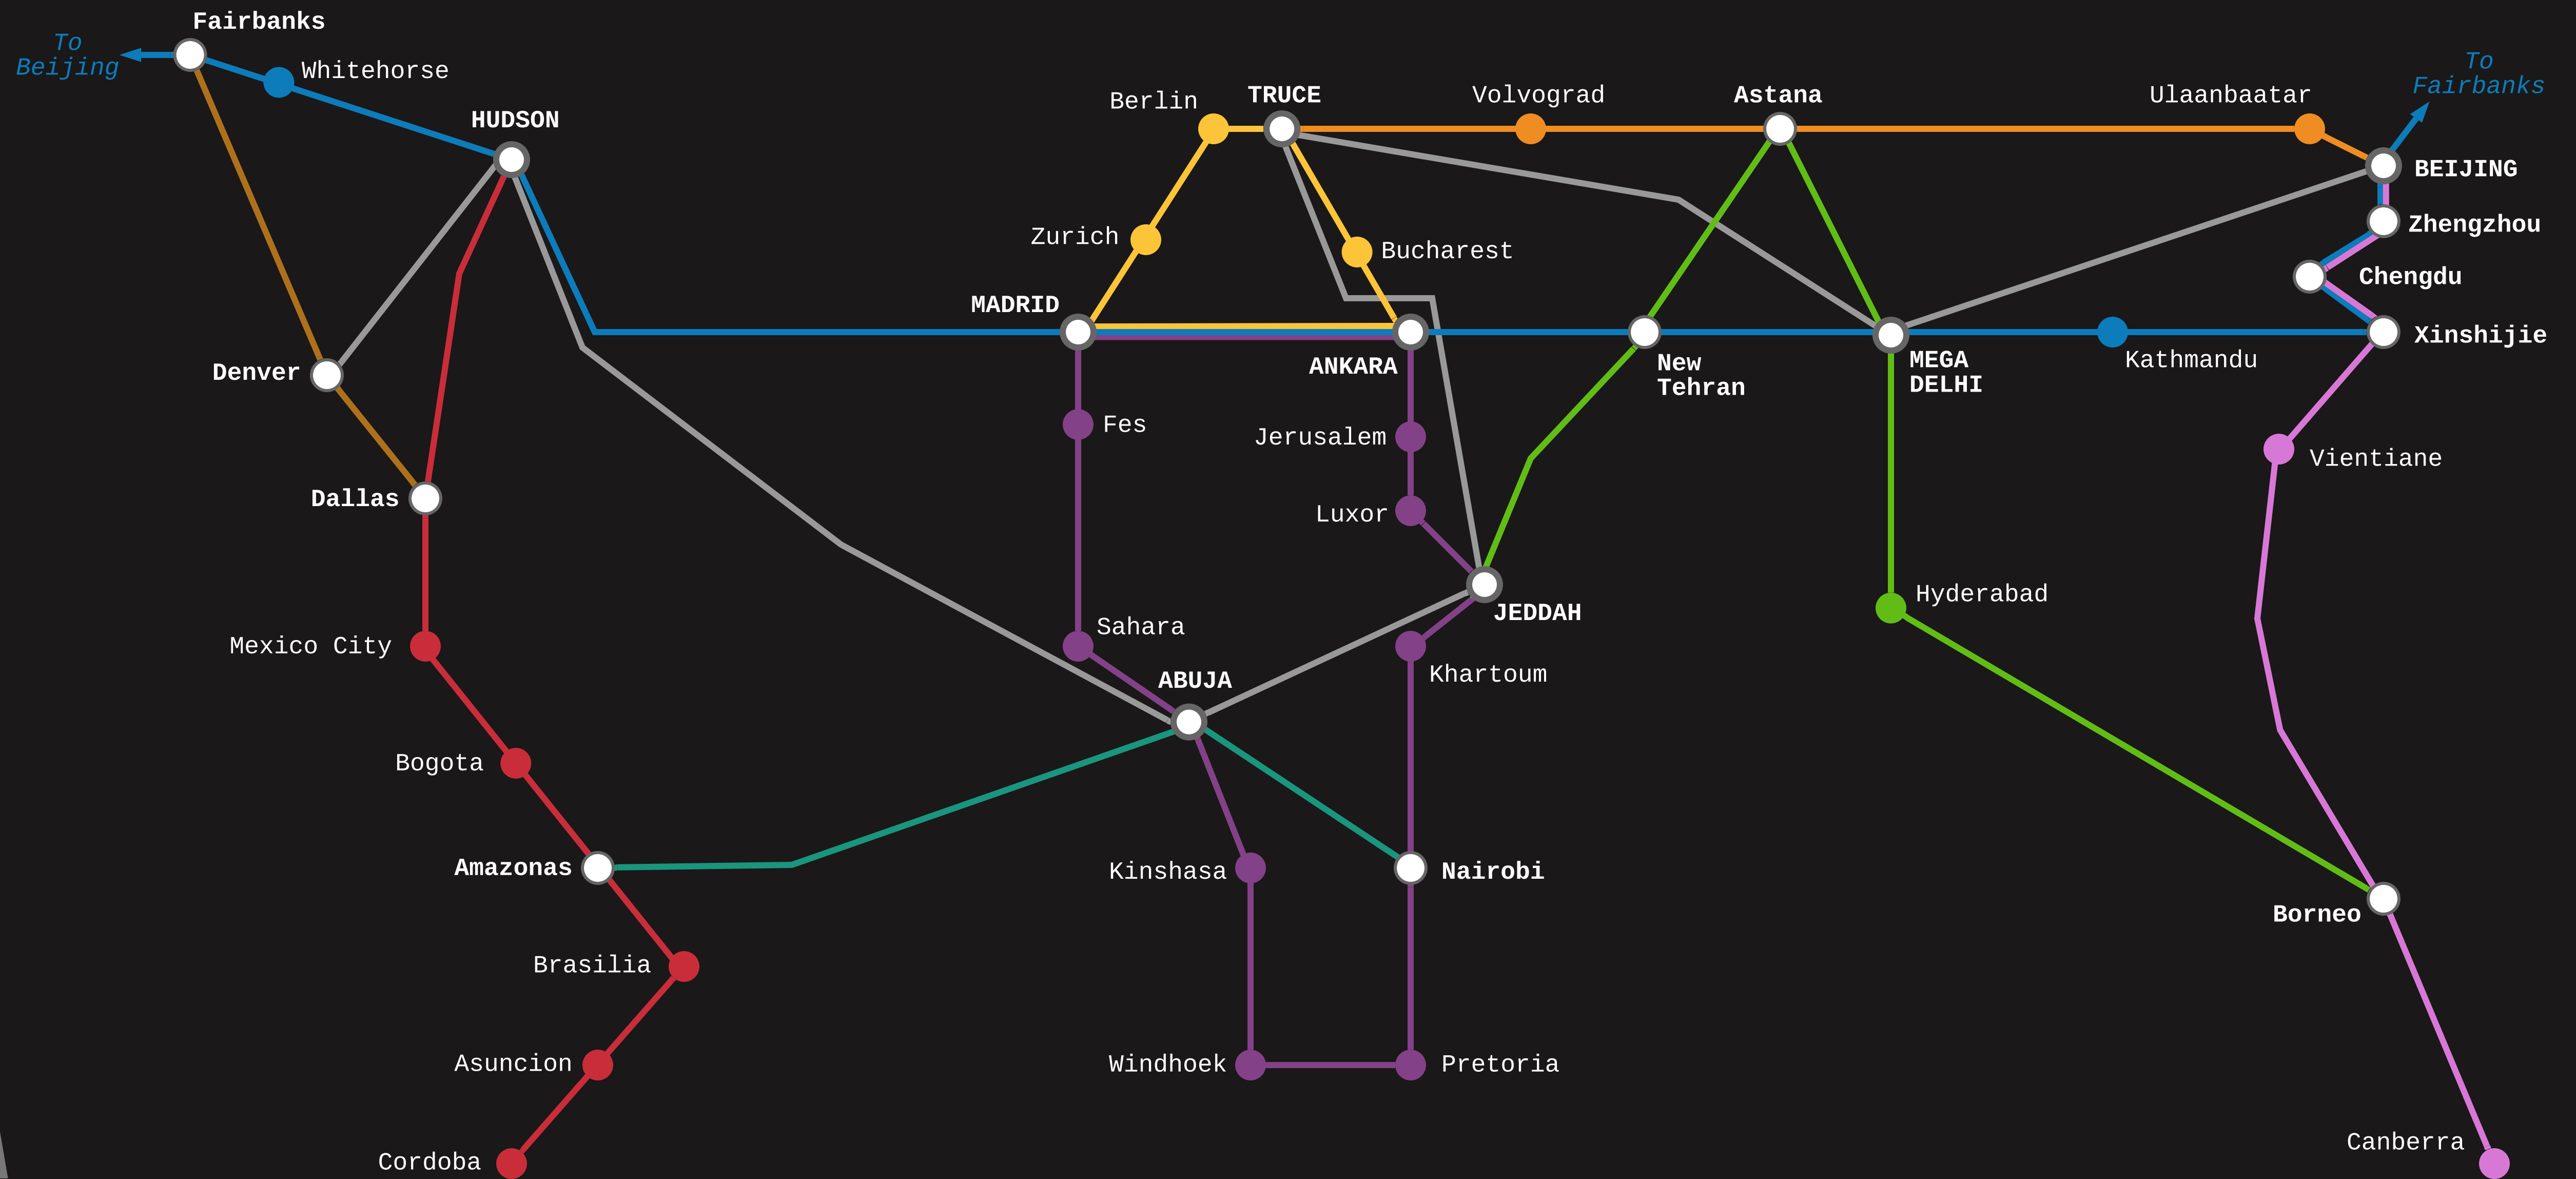 Fairbanks
To
Beijing
Whitehorse
HUDSON
Berlin
TRUCE
Volvograd
Astana
Ulaanbaatar
To
Fairbanks
BEIJING
Zurich
Bucharest
Zhengzhou
Chengdu
MADRID
ANKARA
New
Tehran
MEGA
DELHI
Kathmandu
Xinshijie
Denver
Fes
Jerusalem
Vientiane
Dallas
Luxor
Hyderabad
JEDDAH
Mexico City
Sahara
ABUJA
Khartoum
Bogota
Amazonas
Kinshasa
Nairobi
Borneo
Brasilia
Asuncion
Windhoek
Pretoria
Canberra
Cordoba